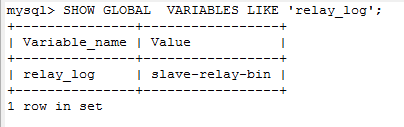 mysql> SHOW GLOBAL  VARIABLES LIKE 'relay_log';
+---------------+-----------------+
| Variable_name | Value           |
+---------------+-----------------+
| relay_log     | slave-relay-bin |
+---------------+-----------------+
1 row in set